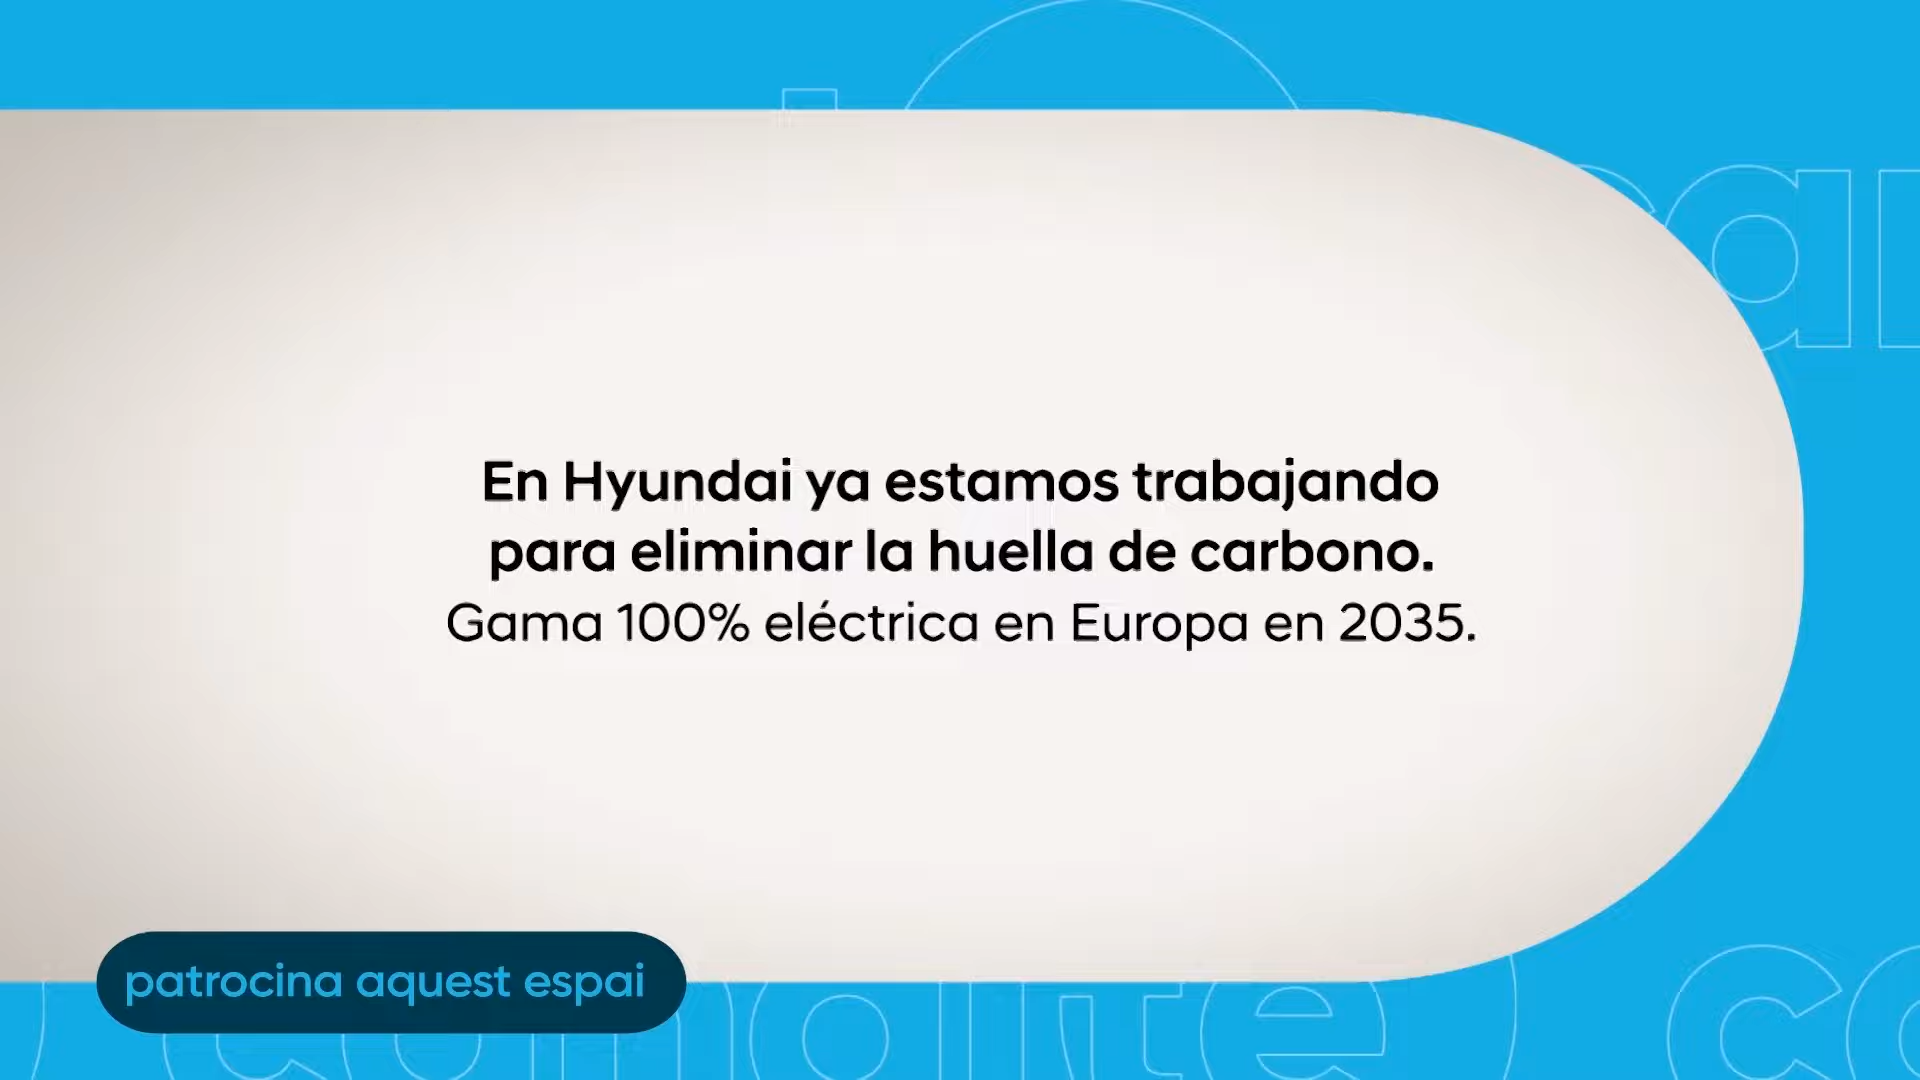 En Hyundai ya estamos trabajando
para eliminar la huella de carbono.
Gama 100% eléctrica en Europa en 2035.
patrocina aquest espai